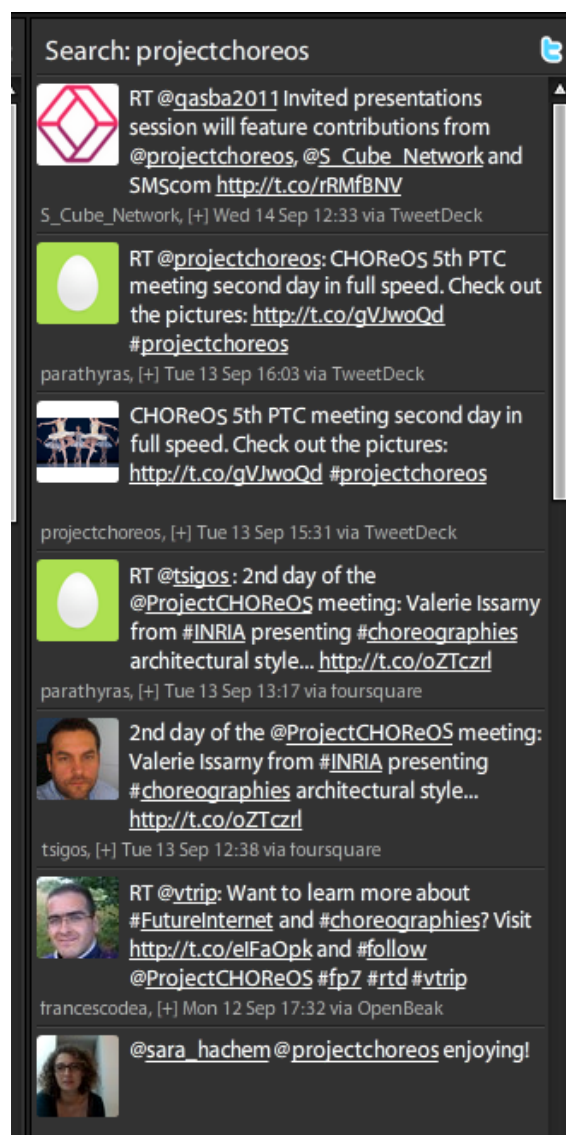 Search: projectchoreos
RT @qasba2011 Invited presentations
session will feature contributions from
@projectchoreos, @S_Cube_Network and
SMScom http://t.co/rRMfBNV
S_Cube_Network, [+] Wed 14 Sep 12:33 via TweetDeck
RT @projectchoreos: CHOReOS 5th PTC
meeting second day in full speed. Check out
the pictures: http://t.co/gVJwoQd
#projectchoreos
parathyras, [+] Tue 13 Sep 16:03 via TweetDeck
CHOReOS 5th PTC meeting second day in
full speed. Check out the pictures:
http://t.co/gVJwoQd #projectchoreos
projectchoreos, [+] Tue 13 Sep 15:31 via TweetDeck
RT @tsigos : 2nd day of the
@ProjectCHOReOS meeting: Valerie Issarny
from #INRIA presenting #choreographies
architectural style... http://t.co/oZTczrl
parathyras, [+] Tue 13 Sep 13:17 via foursquare
2nd day of the @ProjectCHOReOS meeting:
Valerie Issarny from #INRIA presenting
#choreographies architectural style...
http://t.co/oZTczrl
tsigos, [+] Tue 13 Sep 12:38 via foursquare
RT @vtrip: Want to learn more about
#FutureInternet and #choreographies? Visit
http://t.co/eIFaOpk and #follow
@ProjectCHOReOS #fp7 #rtd #vtrip
francescodea, [+] Mon 12 Sep 17:32 via OpenBeak
@sara_hachem @projectchoreos enjoying!